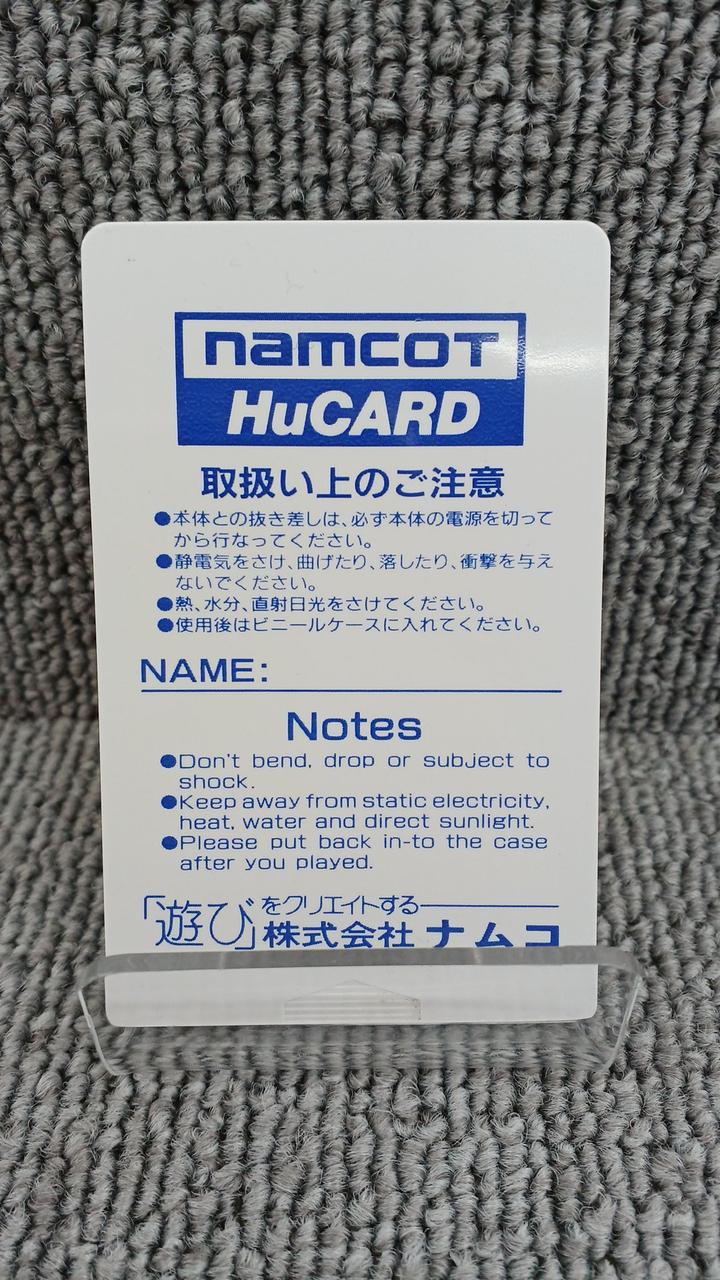 namcot
HuCARD
取扱い上のご注意
●本体との抜き差しは、必ず本体の電源を切って
から行なってください。
●静電気をさけ、曲げたり、落したり、衝撃を与え
ないでください。
●熱、水分、直射日光をさけてください。
●使用後はビニールケースに入れてください。
NAME:
Notes
●Don't bend, drop or subject to
shock.
●Keep away from static electricity,
heat, water and direct sunlight.
●Please put back in-to the case
after you played.
「遊び」をクリエイトする
株式会社ナムコ